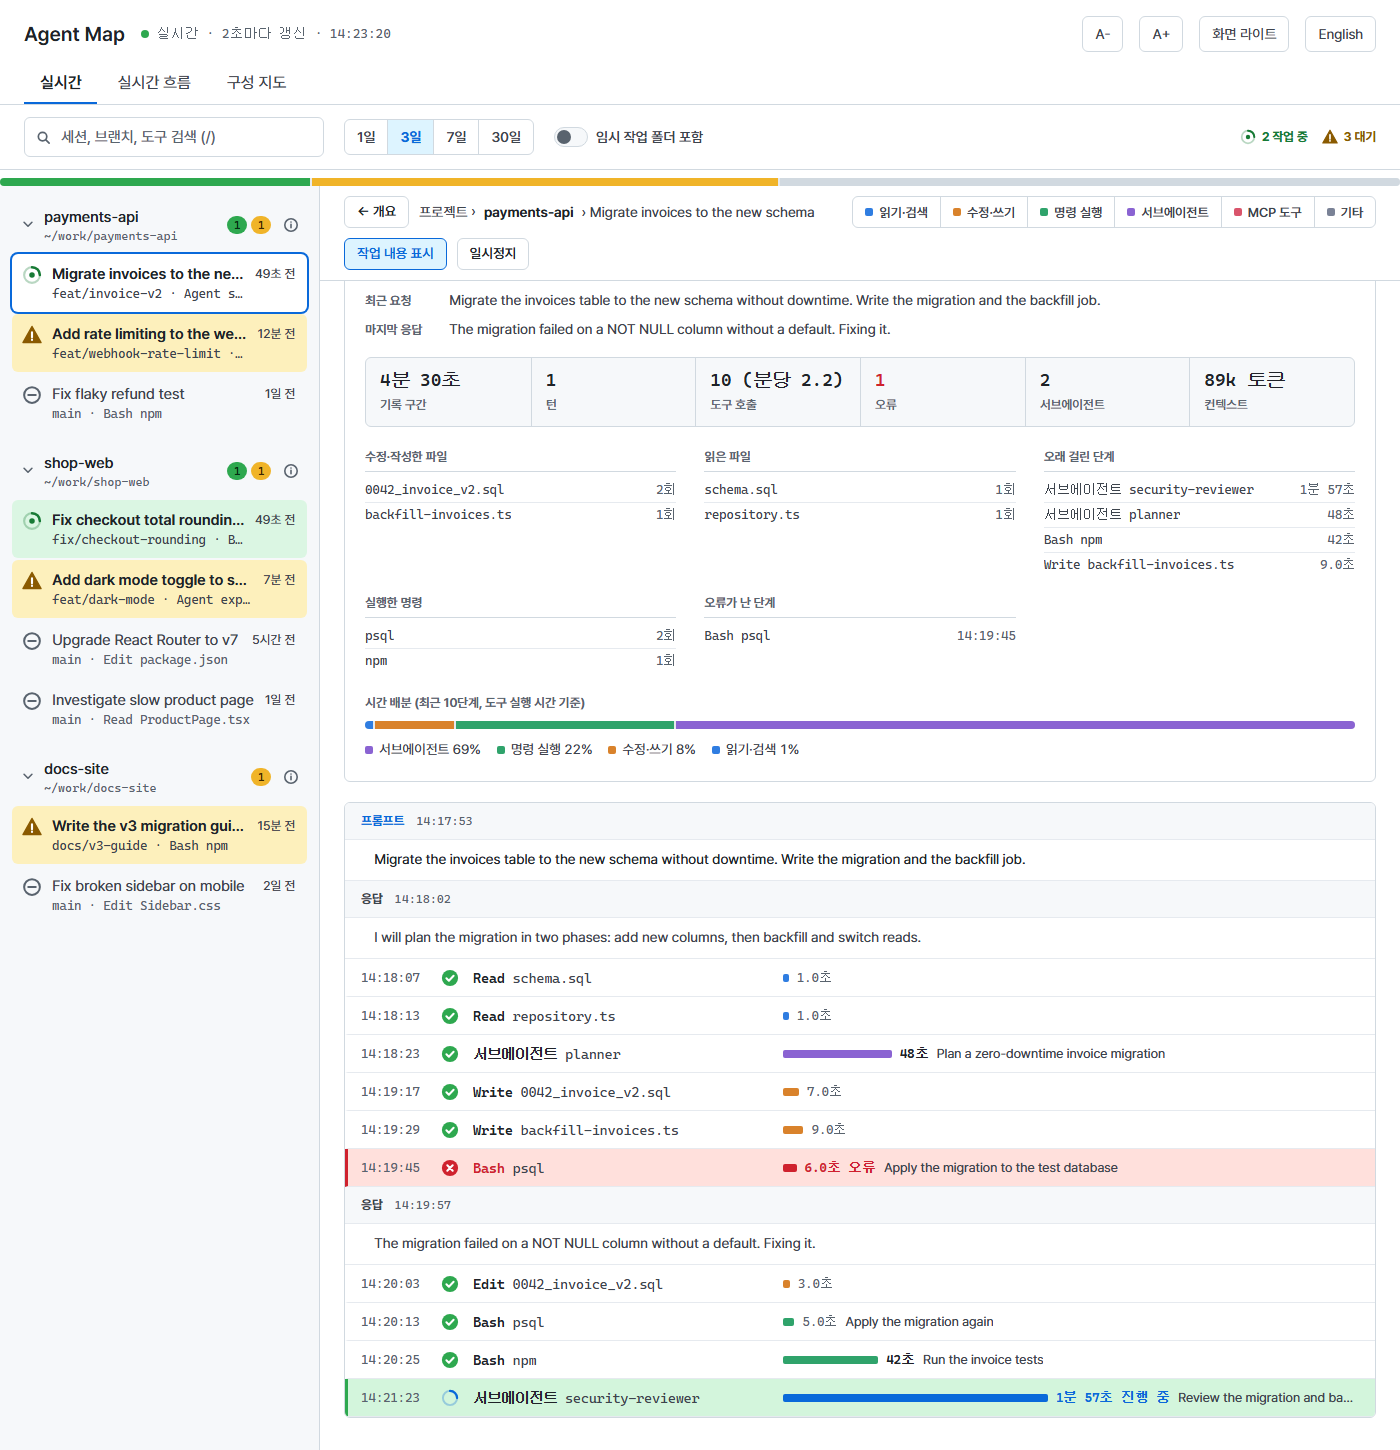 Agent Map
실시간 · 2초마다 갱신 · 14:23:20
A-
A+
화면 라이트
English
실시간
실시간 흐름
구성 지도
세션, 브랜치, 도구 검색 (/)
1일
3일
7일
30일
임시 작업 폴더 포함
2 작업 중
3 대기
payments-api
~/work/payments-api
1
1
Migrate invoices to the ne...
49초 전
feat/invoice-v2 · Agent s…
Add rate limiting to the we...
12분 전
feat/webhook-rate-limit ·…
Fix flaky refund test
1일 전
main · Bash npm
shop-web
~/work/shop-web
1
1
Fix checkout total roundin...
49초 전
fix/checkout-rounding · B…
Add dark mode toggle to s...
7분 전
feat/dark-mode · Agent exp…
Upgrade React Router to v7
5시간 전
main · Edit package.json
Investigate slow product page
1일 전
main · Read ProductPage.tsx
docs-site
~/work/docs-site
1
Write the v3 migration gui...
15분 전
docs/v3-guide · Bash npm
Fix broken sidebar on mobile
2일 전
main · Edit Sidebar.css
← 개요
프로젝트 › payments-api › Migrate invoices to the new schema
읽기·검색
수정·쓰기
명령 실행
서브에이전트
MCP 도구
기타
작업 내용 표시
일시정지
최근 요청
Migrate the invoices table to the new schema without downtime. Write the migration and the backfill job.
마지막 응답
The migration failed on a NOT NULL column without a default. Fixing it.
4분 30초
기록 구간
1
턴
10 (분당 2.2)
도구 호출
1
오류
2
서브에이전트
89k 토큰
컨텍스트
수정·작성한 파일
0042_invoice_v2.sql 2회
backfill-invoices.ts 1회
읽은 파일
schema.sql 1회
repository.ts 1회
오래 걸린 단계
서브에이전트 security-reviewer 1분 57초
서브에이전트 planner 48초
Bash npm 42초
Write backfill-invoices.ts 9.0초
실행한 명령
psql 2회
npm 1회
오류가 난 단계
Bash psql 14:19:45
시간 배분 (최근 10단계, 도구 실행 시간 기준)
서브에이전트 69% 명령 실행 22% 수정·쓰기 8% 읽기·검색 1%
프롬프트 14:17:53
Migrate the invoices table to the new schema without downtime. Write the migration and the backfill job.
응답 14:18:02
I will plan the migration in two phases: add new columns, then backfill and switch reads.
14:18:07 Read schema.sql 1.0초
14:18:13 Read repository.ts 1.0초
14:18:23 서브에이전트 planner 48초 Plan a zero-downtime invoice migration
14:19:17 Write 0042_invoice_v2.sql 7.0초
14:19:29 Write backfill-invoices.ts 9.0초
14:19:45 Bash psql 6.0초 오류 Apply the migration to the test database
응답 14:19:57
The migration failed on a NOT NULL column without a default. Fixing it.
14:20:03 Edit 0042_invoice_v2.sql 3.0초
14:20:13 Bash psql 5.0초 Apply the migration again
14:20:25 Bash npm 42초 Run the invoice tests
14:21:23 서브에이전트 security-reviewer 1분 57초 진행 중 Review the migration and ba...